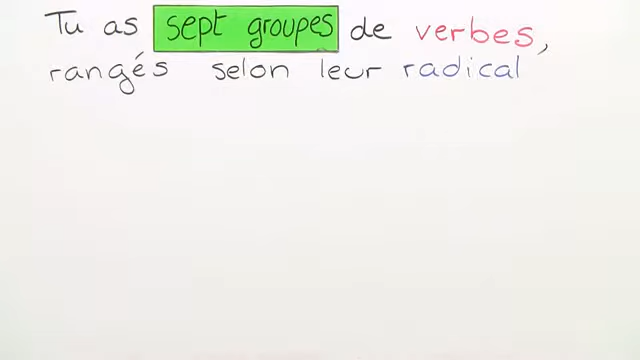 Tu as sept groupes de verbes,
rangés selon leur radical